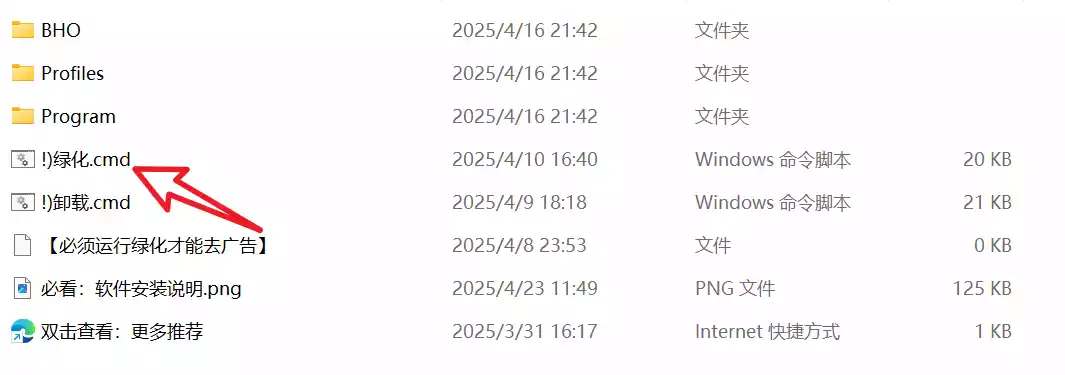 BHO 2025/4/16 21:42 文件夹
Profiles 2025/4/16 21:42 文件夹
Program 2025/4/16 21:42 文件夹
!)绿化.cmd 2025/4/10 16:40 Windows 命令脚本 20 KB
!)卸载.cmd 2025/4/9 18:18 Windows 命令脚本 21 KB
【必须运行绿化才能去广告】 2025/4/8 23:53 文件 0 KB
必看：软件安装说明.png 2025/4/23 11:49 PNG 文件 125 KB
双击查看：更多推荐 2025/3/31 16:17 Internet 快捷方式 1 KB